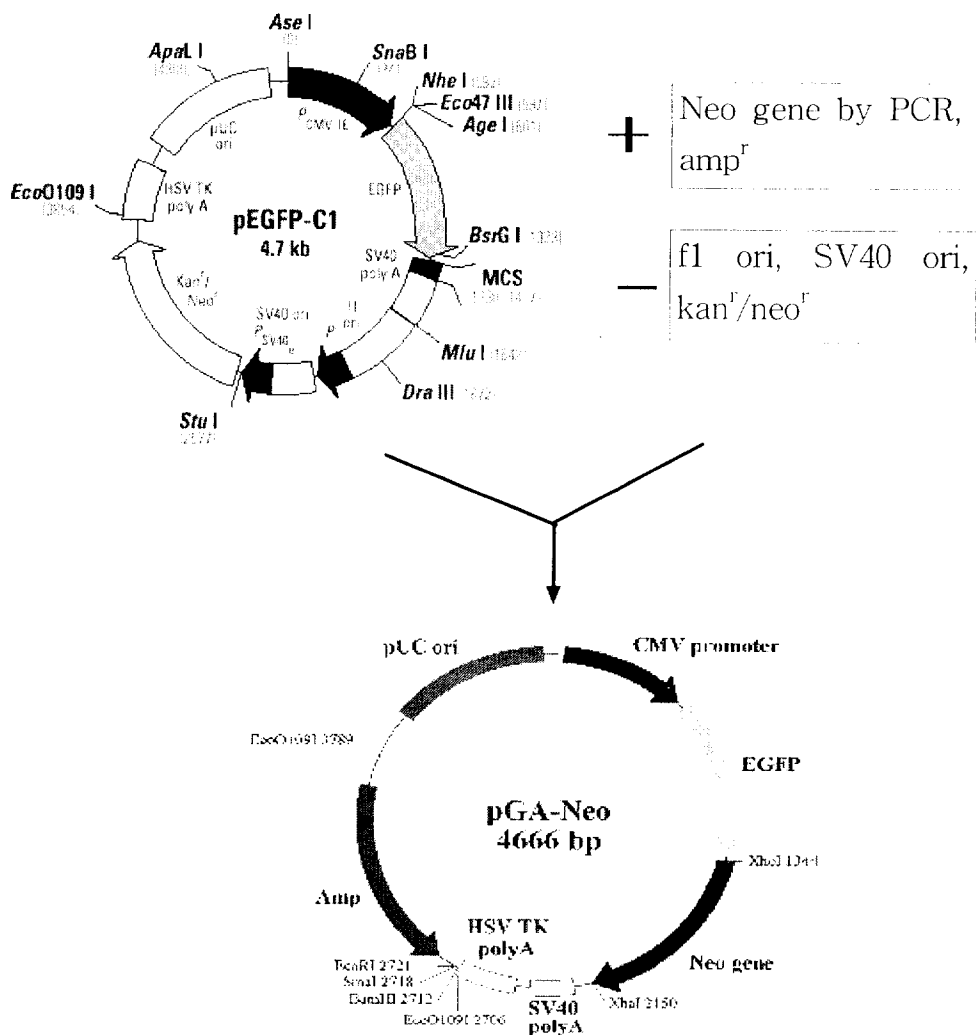 Ase I
ApaL I
SnaB I
Nhe I
Eco47 III
Age I
P CMV IE
pUC
ori
EcoO109 I
HSV TK
poly A
EGFP
pEGFP-C1
4.7 kb
BsrG I
SV40
poly A
MCS
Kanr/
Neor
SV40 ori
P SV40
f1
ori
P
Mlu I
Dra III
Stu I
+
Neo gene by PCR,
ampr
−
f1 ori, SV40 ori,
kanr/neor
pUC ori
CMV promoter
EcoO109I 3789
EGFP
pGA-Neo
4666 bp
XhoI 1344
Amp
HSV TK
polyA
Neo gene
EcoRI 2721
SmaI 2718
BamHI 2712
EcoO109I 2706
SV40
polyA
XbaI 2150